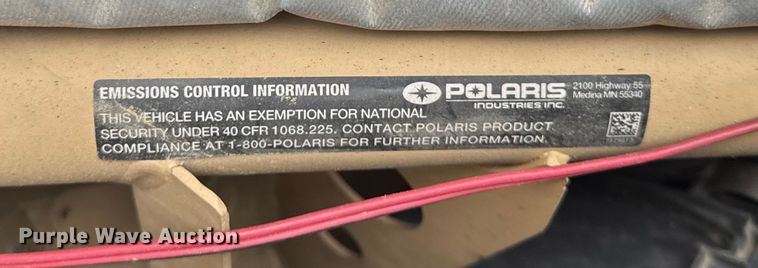 EMISSIONS CONTROL INFORMATION
POLARIS
INDUSTRIES INC.
2100 Highway 55
Medina MN 55340
THIS VEHICLE HAS AN EXEMPTION FOR NATIONAL
SECURITY UNDER 40 CFR 1068.225. CONTACT POLARIS PRODUCT
COMPLIANCE AT 1-800-POLARIS FOR FURTHER INFORMATION.
Purple Wave Auction